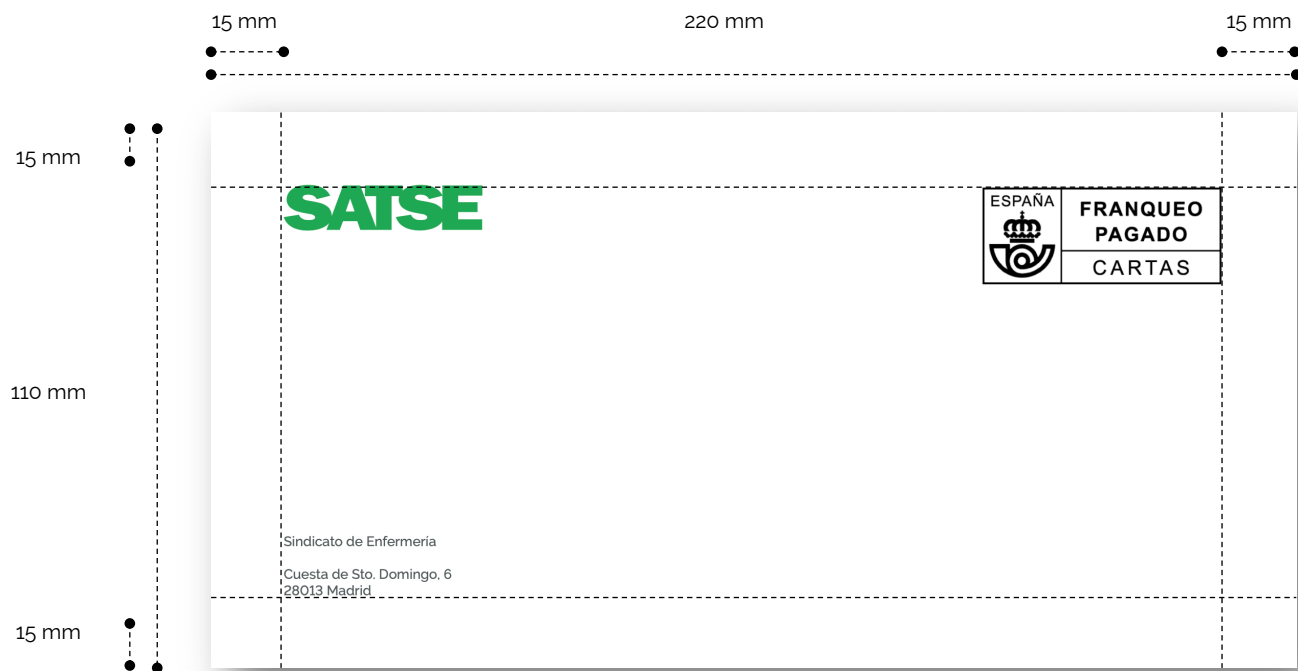 15 mm
220 mm
15 mm
15 mm
SATSE
ESPAÑA
FRANQUEO
PAGADO
CARTAS
110 mm
Sindicato de Enfermería
Cuesta de Sto. Domingo, 6
28013 Madrid
15 mm